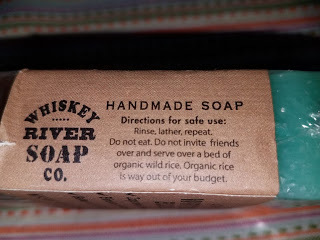 WHISKEY
RIVER
SOAP
CO.
HANDMADE SOAP
Directions for safe use:
Rinse, lather, repeat.
Do not eat. Do not invite friends
over and serve over a bed of
organic wild rice. Organic rice
is way out of your budget.